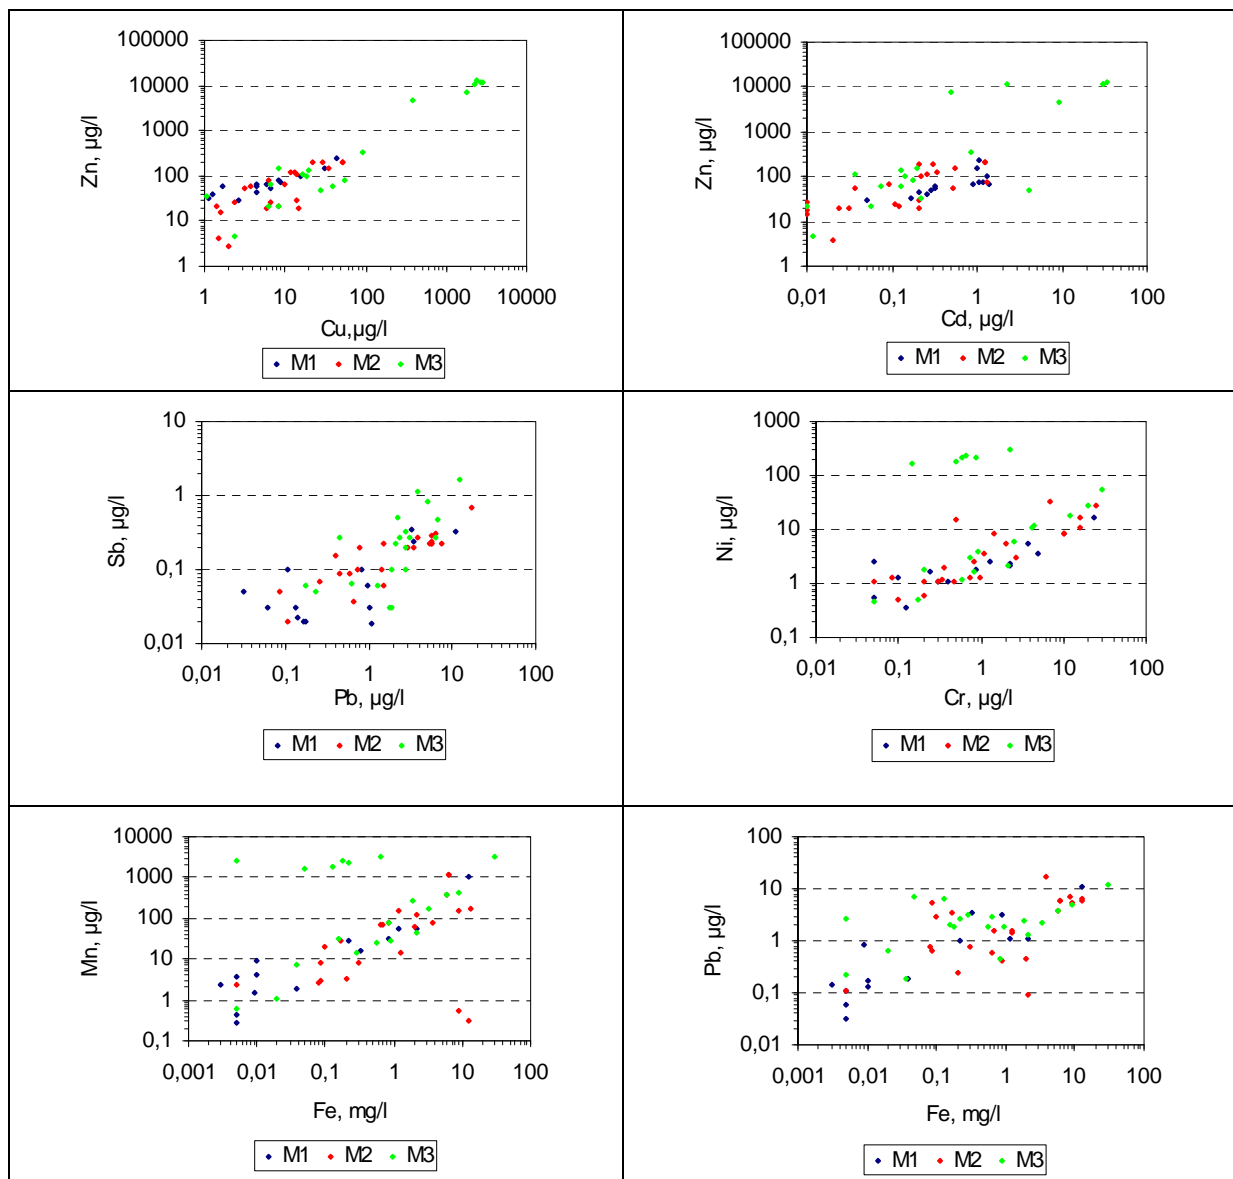 100000
10000
1000
100
10
1
Zn, µg/l
1 10 100 1000 10000
Cu,µg/l
M1 M2 M3
100000
10000
1000
100
10
1
Zn, µg/l
0,01 0,1 1 10 100
Cd, µg/l
M1 M2 M3
10
1
0,1
0,01
Sb, µg/l
0,01 0,1 1 10 100
Pb, µg/l
M1 M2 M3
1000
100
10
1
0,1
Ni, µg/l
0,01 0,1 1 10 100
Cr, µg/l
M1 M2 M3
10000
1000
100
10
1
0,1
Mn, µg/l
0,001 0,01 0,1 1 10 100
Fe, mg/l
M1 M2 M3
100
10
1
0,1
0,01
Pb, µg/l
0,001 0,01 0,1 1 10 100
Fe, mg/l
M1 M2 M3